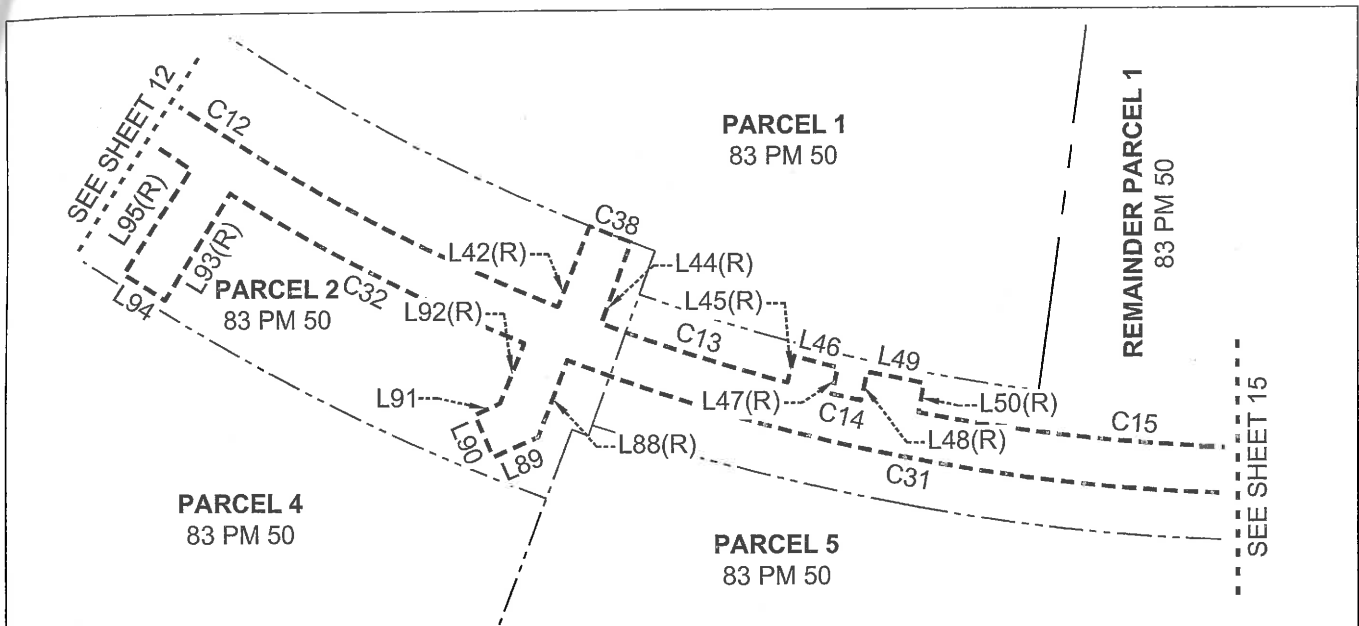 SEE SHEET 12
C12
PARCEL 1
83 PM 50
REMAINDER PARCEL 1
83 PM 50
L95(R)
L93(R)
L94
PARCEL 2
83 PM 50
C32
L42(R)
C38
L44(R)
L45(R)
L92(R)
C13
L46
L49
L91
L47(R)
C14
L50(R)
L48(R)
C15
L90
L89
L88(R)
C31
SEE SHEET 15
PARCEL 4
83 PM 50
PARCEL 5
83 PM 50